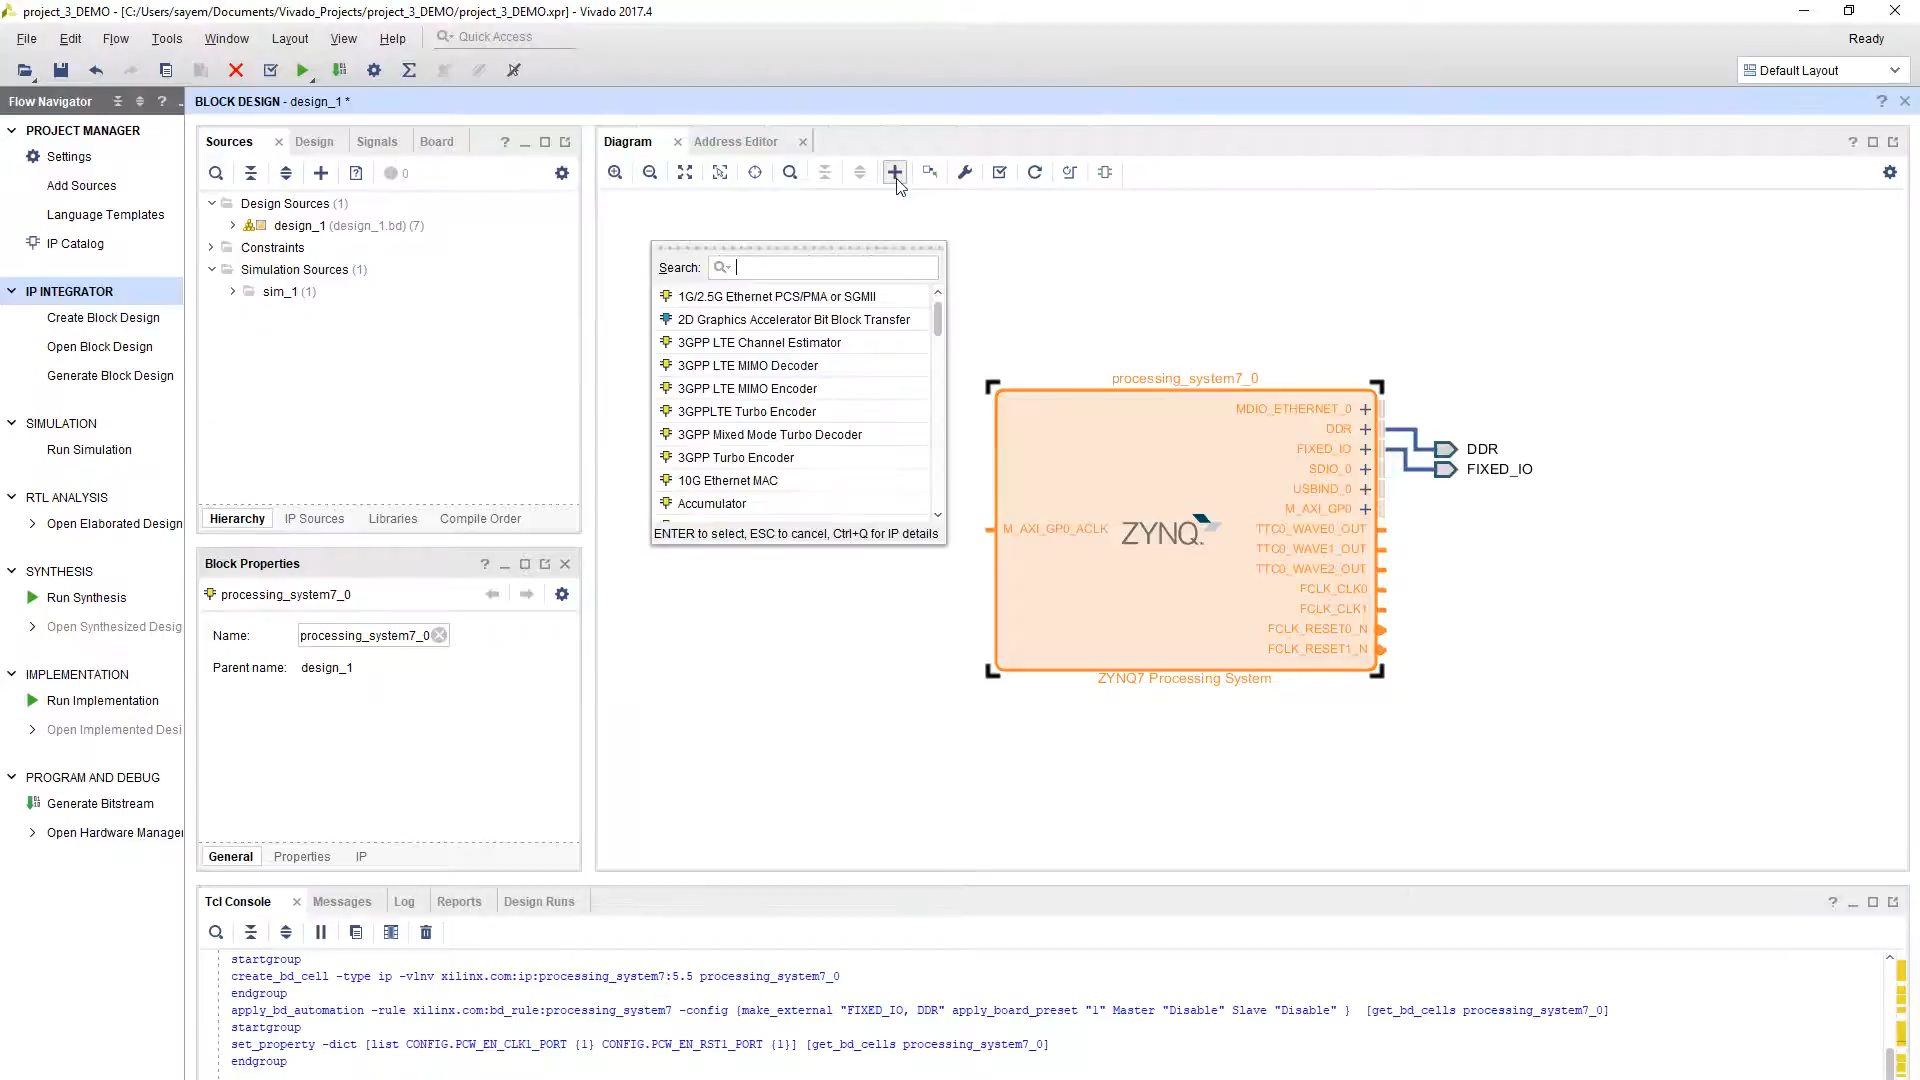 project_3_DEMO - [C:/Users/sayem/Documents/Vivado_Projects/project_3_DEMO/project_3_DEMO.xpr] - Vivado 2017.4
File Edit Flow Tools Window Layout View Help Quick Access
Ready
Default Layout
Flow Navigator
PROJECT MANAGER
Settings
Add Sources
Language Templates
IP Catalog
IP INTEGRATOR
Create Block Design
Open Block Design
Generate Block Design
SIMULATION
Run Simulation
RTL ANALYSIS
Open Elaborated Design
SYNTHESIS
Run Synthesis
Open Synthesized Desig
IMPLEMENTATION
Run Implementation
Open Implemented Desi
PROGRAM AND DEBUG
Generate Bitstream
Open Hardware Manager
BLOCK DESIGN - design_1 *
Sources Design Signals Board
0
Design Sources (1)
design_1 (design_1.bd) (7)
Constraints
Simulation Sources (1)
sim_1 (1)
Hierarchy IP Sources Libraries Compile Order
Block Properties
processing_system7_0
Name: processing_system7_0
Parent name: design_1
General Properties IP
Diagram Address Editor
Search:
1G/2.5G Ethernet PCS/PMA or SGMII
2D Graphics Accelerator Bit Block Transfer
3GPP LTE Channel Estimator
3GPP LTE MIMO Decoder
3GPP LTE MIMO Encoder
3GPPLTE Turbo Encoder
3GPP Mixed Mode Turbo Decoder
3GPP Turbo Encoder
10G Ethernet MAC
Accumulator
ENTER to select, ESC to cancel, Ctrl+Q for IP details
processing_system7_0
MDIO_ETHERNET_0
DDR
FIXED_IO
SDIO_0
USBIND_0
M_AXI_GP0
M_AXI_GP0_ACLK
ZYNQ
TTC0_WAVE0_OUT
TTC0_WAVE1_OUT
TTC0_WAVE2_OUT
FCLK_CLK0
FCLK_CLK1
FCLK_RESET0_N
FCLK_RESET1_N
ZYNQ7 Processing System
DDR
FIXED_IO
Tcl Console Messages Log Reports Design Runs
startgroup
create_bd_cell -type ip -vlnv xilinx.com:ip:processing_system7:5.5 processing_system7_0
endgroup
apply_bd_automation -rule xilinx.com:bd_rule:processing_system7 -config {make_external "FIXED_IO, DDR" apply_board_preset "1" Master "Disable" Slave "Disable" } [get_bd_cells processing_system7_0]
startgroup
set_property -dict [list CONFIG.PCW_EN_CLK1_PORT {1} CONFIG.PCW_EN_RST1_PORT {1}] [get_bd_cells processing_system7_0]
endgroup